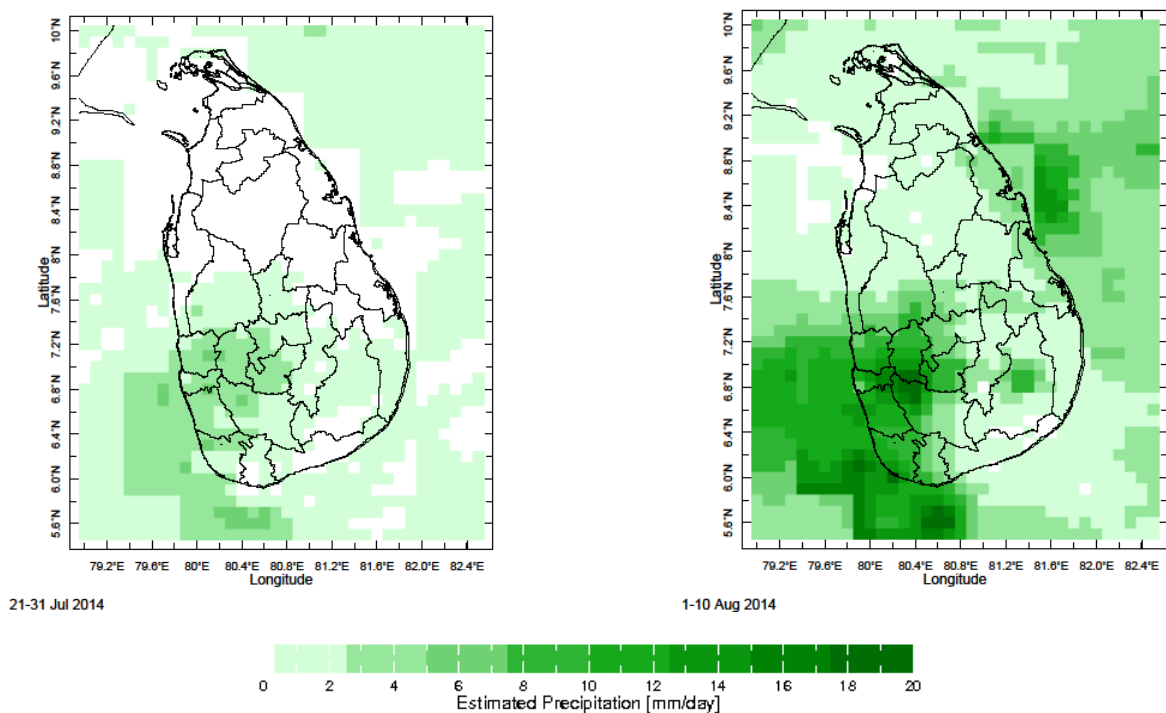 10°N
9.6°N
9.2°N
8.8°N
8.4°N
8°N
7.6°N
7.2°N
6.8°N
6.4°N
6.0°N
5.6°N
Latitude
79.2°E 79.6°E 80°E 80.4°E 80.8°E 81.2°E 81.6°E 82.0°E 82.4°E
Longitude
21-31 Jul 2014
10°N
9.6°N
9.2°N
8.8°N
8.4°N
8°N
7.6°N
7.2°N
6.8°N
6.4°N
6.0°N
5.6°N
Latitude
79.2°E 79.6°E 80°E 80.4°E 80.8°E 81.2°E 81.6°E 82.0°E 82.4°E
Longitude
1-10 Aug 2014
0 2 4 6 8 10 12 14 16 18 20
Estimated Precipitation [mm/day]